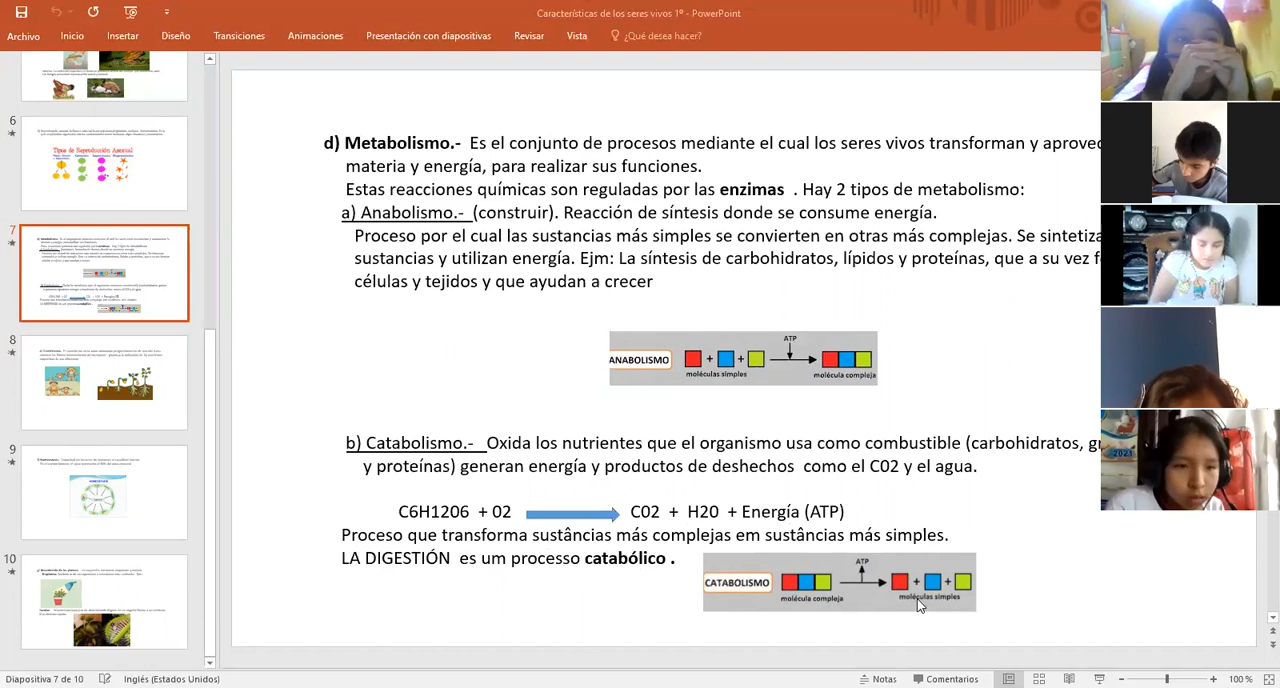 Características de los seres vivos 1º - PowerPoint
Archivo Inicio Insertar Diseño Transiciones Animaciones Presentación con diapositivas Revisar Vista ¿Qué desea hacer?
6
Tipos de Reproducción Asexual
7
8
9
10
d) Metabolismo.- Es el conjunto de procesos mediante el cual los seres vivos transforman y aprovec
materia y energía, para realizar sus funciones.
Estas reacciones químicas son reguladas por las enzimas . Hay 2 tipos de metabolismo:
a) Anabolismo.- (construir). Reacción de síntesis donde se consume energía.
Proceso por el cual las sustancias más simples se convierten en otras más complejas. Se sintetiza
sustancias y utilizan energía. Ejm: La síntesis de carbohidratos, lípidos y proteínas, que a su vez f
células y tejidos y que ayudan a crecer
ATP
ANABOLISMO + +
moléculas simples molécula compleja
b) Catabolismo.- Oxida los nutrientes que el organismo usa como combustible (carbohidratos, gr
y proteínas) generan energía y productos de deshechos como el C02 y el agua.
C6H1206 + 02 C02 + H20 + Energía (ATP)
Proceso que transforma sustâncias más complejas em sustâncias más simples.
LA DIGESTIÓN es um processo catabólico .
ATP
CATABOLISMO + +
molécula compleja moléculas simples
2021
Diapositiva 7 de 10 Inglés (Estados Unidos) Notas Comentarios 100 %